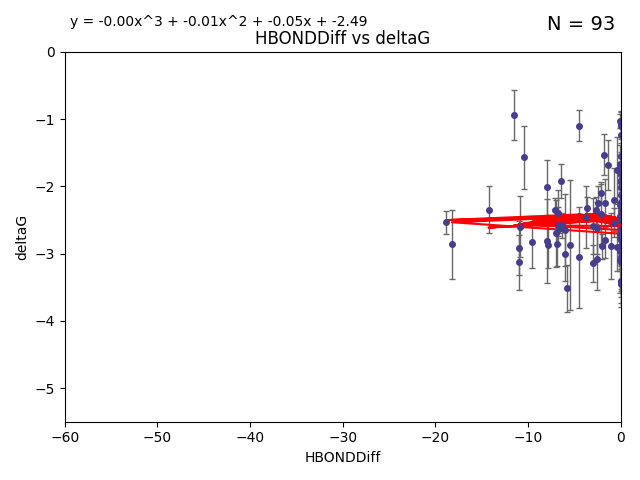 y = -0.00x^3 + -0.01x^2 + -0.05x + -2.49
N = 93
HBONDDiff vs deltaG
0
−1
−2
−3
−4
−5
deltaG
−60
−50
−40
−30
−20
−10
0
HBONDDiff